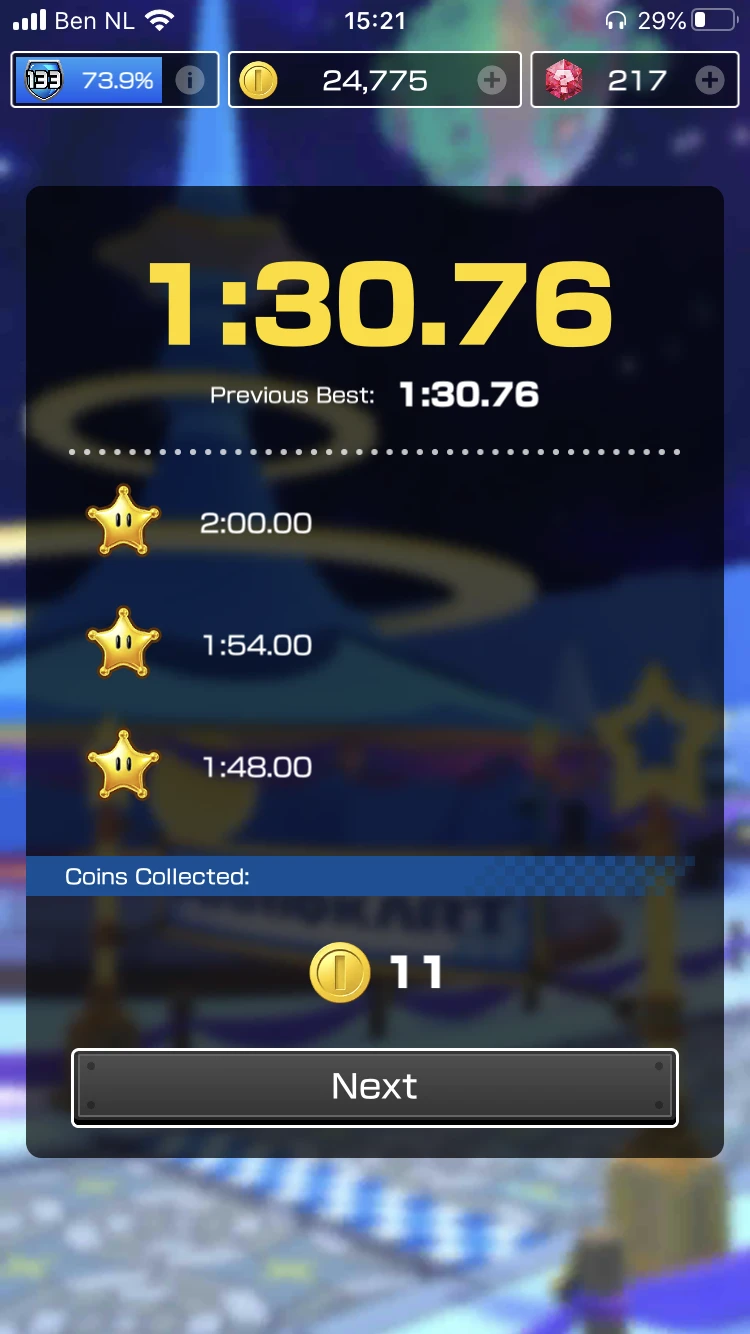 Ben NL 15:21 29%
133 73.9% i 24,775 + 217 +
1:30.76
Previous Best: 1:30.76
2:00.00
1:54.00
1:48.00
Coins Collected:
MARIOKART
11
Next